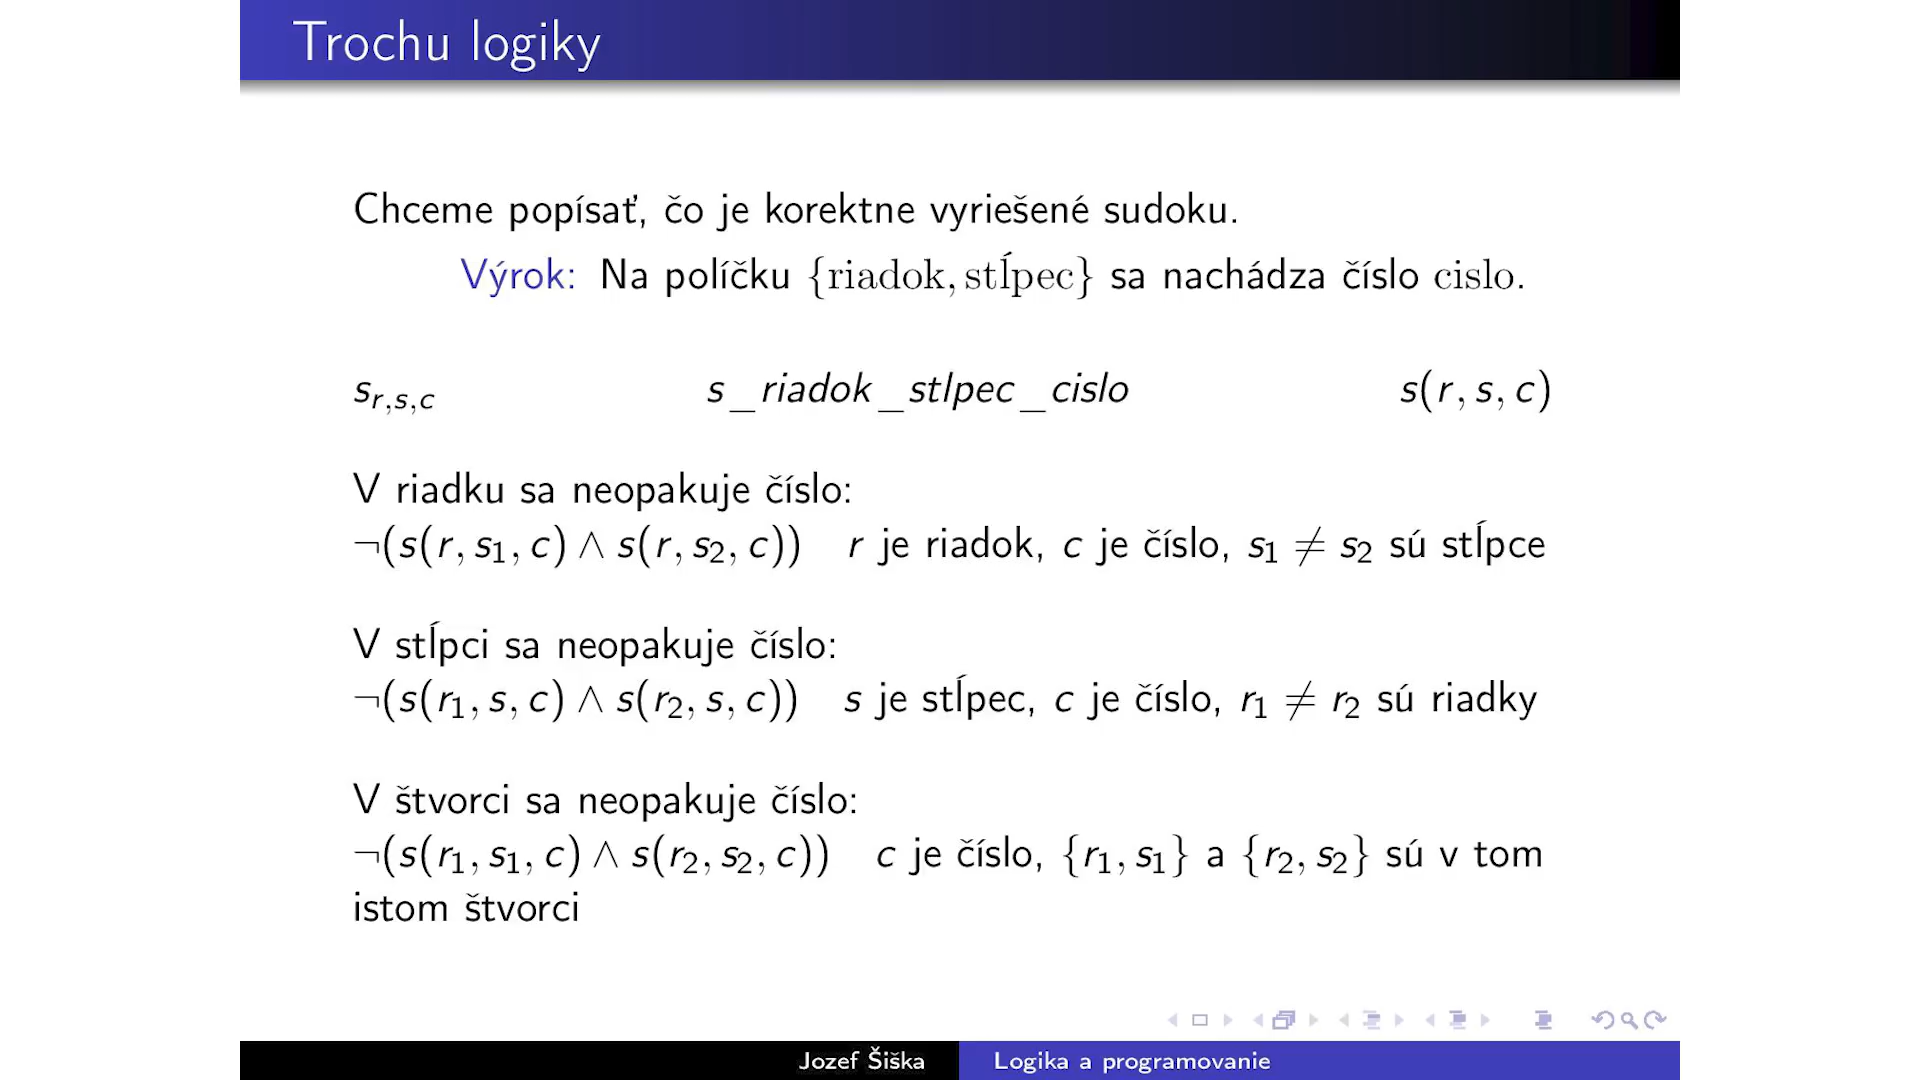 Trochu logiky
Chceme popísať, čo je korektne vyriešené sudoku.
Výrok: Na políčku {riadok, stĺpec} sa nachádza číslo cislo.
s_{r,s,c} s_riadok_stlpec_cislo s(r, s, c)
V riadku sa neopakuje číslo:
¬(s(r, s₁, c) ∧ s(r, s₂, c)) r je riadok, c je číslo, s₁ ≠ s₂ sú stĺpce
V stĺpci sa neopakuje číslo:
¬(s(r₁, s, c) ∧ s(r₂, s, c)) s je stĺpec, c je číslo, r₁ ≠ r₂ sú riadky
V štvorci sa neopakuje číslo:
¬(s(r₁, s₁, c) ∧ s(r₂, s₂, c)) c je číslo, {r₁, s₁} a {r₂, s₂} sú v tom
istom štvorci
Jozef Šiška Logika a programovanie